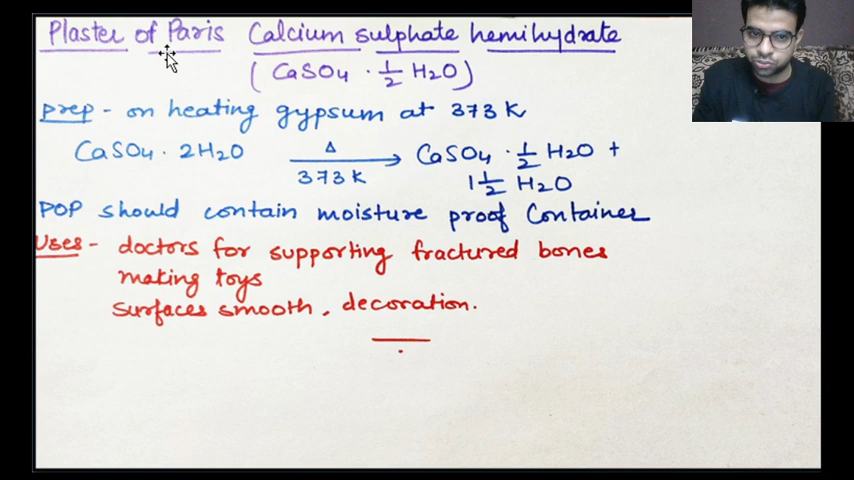 Plaster of Paris Calcium sulphate hemihydrate
(CaSO4 · 1/2 H2O)
prep - on heating gypsum at 373 K
CaSO4 · 2H2O Δ 373K → CaSO4 · 1/2 H2O +
1 1/2 H2O
POP should contain moisture proof Container
Uses - doctors for supporting fractured bones
making toys
surfaces smooth, decoration.